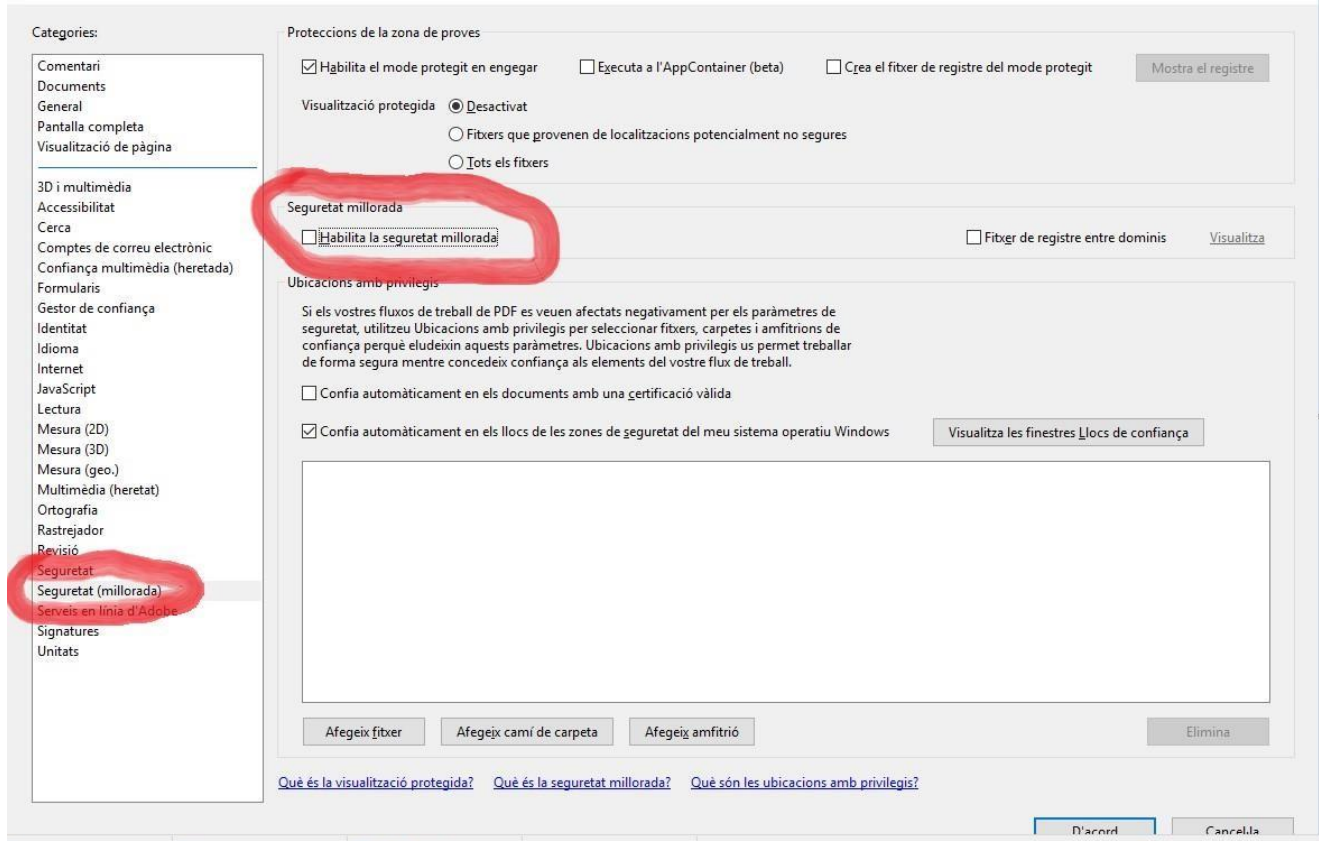 Categories:
Comentari
Documents
General
Pantalla completa
Visualització de pàgina
3D i multimèdia
Accessibilitat
Cerca
Comptes de correu electrònic
Confiança multimèdia (heretada)
Formularis
Gestor de confiança
Identitat
Idioma
Internet
JavaScript
Lectura
Mesura (2D)
Mesura (3D)
Mesura (geo.)
Multimèdia (heretat)
Ortografia
Rastrejador
Revisió
Seguretat
Seguretat (millorada)
Serveis en línia d'Adobe
Signatures
Unitats
Proteccions de la zona de proves
Habilita el mode protegit en engegar Executa a l'AppContainer (beta) Crea el fitxer de registre del mode protegit Mostra el registre
Visualització protegida Desactivat
Fitxers que provenen de localitzacions potencialment no segures
Tots els fitxers
Seguretat millorada
Habilita la seguretat millorada Fitxer de registre entre dominis Visualitza
Ubicacions amb privilegis
Si els vostres fluxos de treball de PDF es veuen afectats negativament per els paràmetres de
seguretat, utilitzeu Ubicacions amb privilegis per seleccionar fitxers, carpetes i amfitrions de
confiança perquè eludeixin aquests paràmetres. Ubicacions amb privilegis us permet treballar
de forma segura mentre concedeix confiança als elements del vostre flux de treball.
Confia automàticament en els documents amb una certificació vàlida
Confia automàticament en els llocs de les zones de seguretat del meu sistema operatiu Windows Visualitza les finestres Llocs de confiança
Afegeix fitxer Afegeix camí de carpeta Afegeix amfitrió Elimina
Què és la visualització protegida? Què és la seguretat millorada? Què són les ubicacions amb privilegis?
D'acord Cancel·la